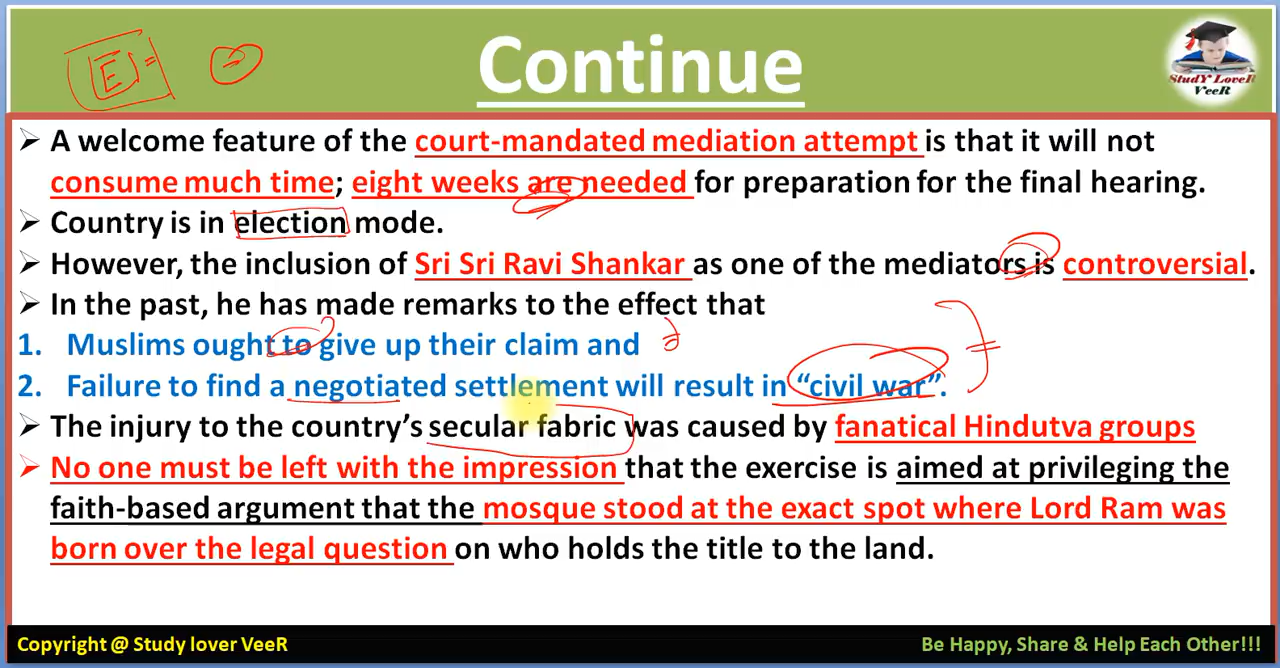 E =
Continue
StudY LoveR
VeeR
➢ A welcome feature of the court-mandated mediation attempt is that it will not
consume much time; eight weeks are needed for preparation for the final hearing.
➢ Country is in election mode.
➢ However, the inclusion of Sri Sri Ravi Shankar as one of the mediators is controversial.
➢ In the past, he has made remarks to the effect that
1. Muslims ought to give up their claim and
2. Failure to find a negotiated settlement will result in “civil war”.
➢ The injury to the country’s secular fabric was caused by fanatical Hindutva groups
➢ No one must be left with the impression that the exercise is aimed at privileging the
faith-based argument that the mosque stood at the exact spot where Lord Ram was
born over the legal question on who holds the title to the land.
Copyright @ Study lover VeeR
Be Happy, Share & Help Each Other!!!